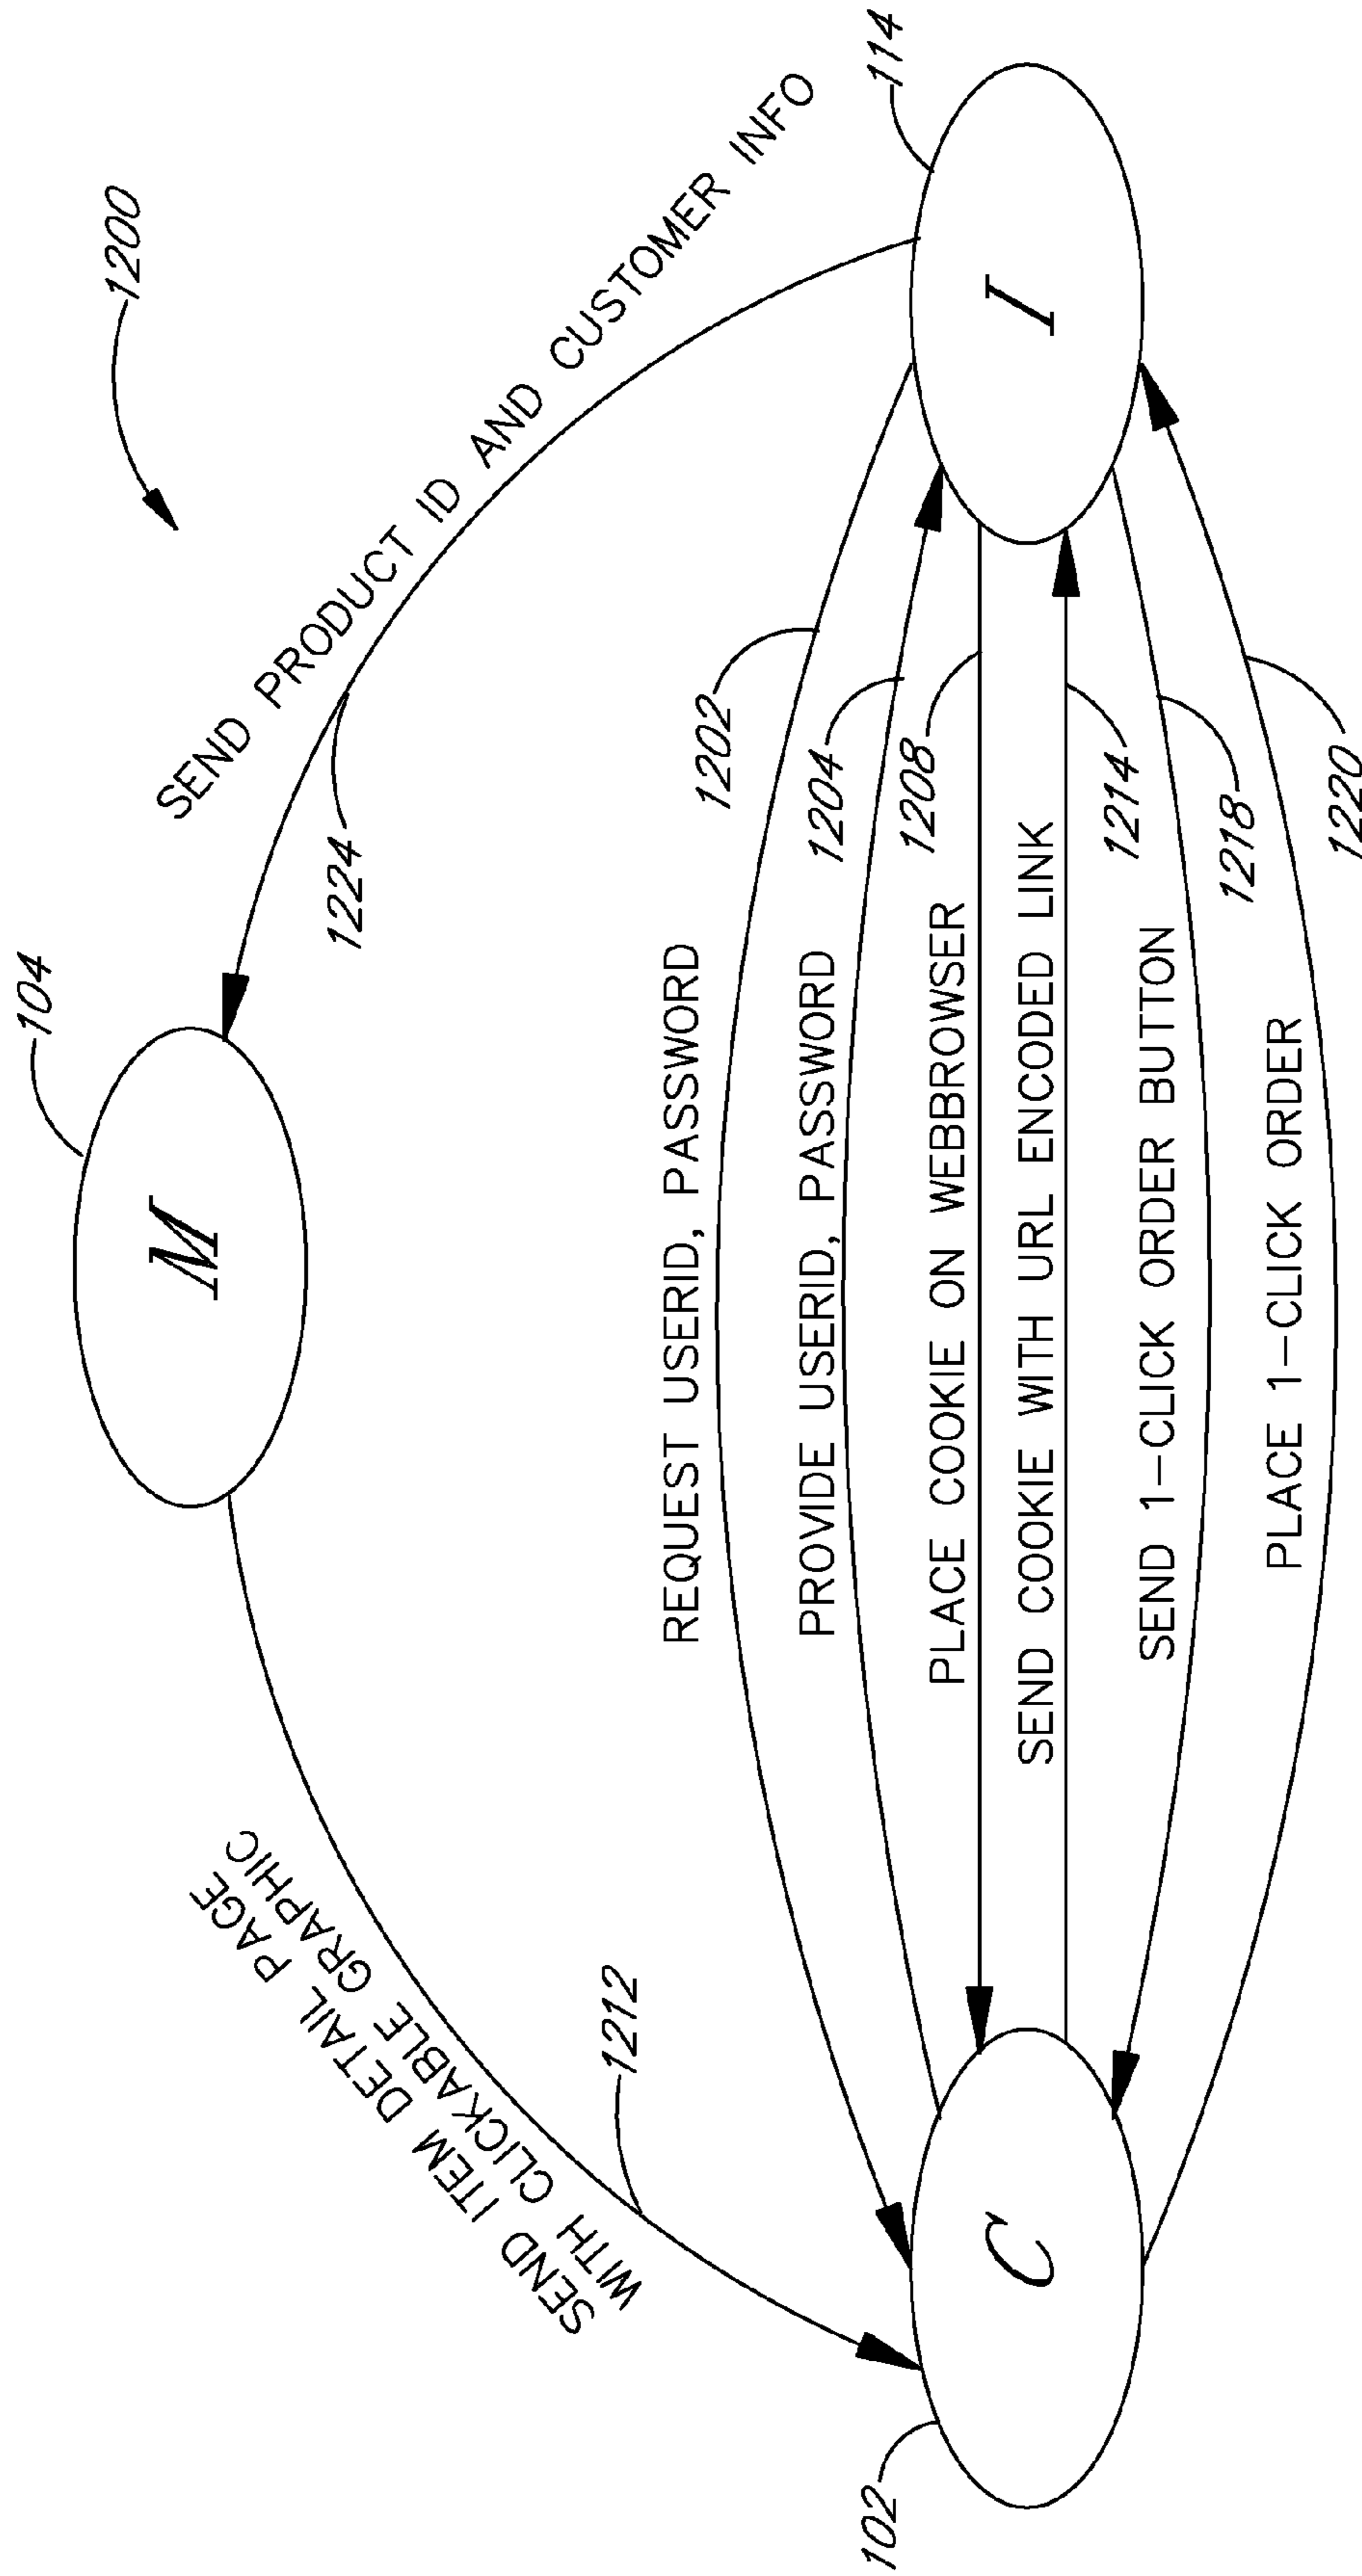 1200
104
M
SEND PRODUCT ID AND CUSTOMER INFO
1224
SEND ITEM DETAIL PAGE
WITH CLICKABLE GRAPHIC
1212
REQUEST USERID, PASSWORD
1202
PROVIDE USERID, PASSWORD
1204
PLACE COOKIE ON WEBBROWSER
1208
102
C
I
114
SEND COOKIE WITH URL ENCODED LINK
1214
SEND 1-CLICK ORDER BUTTON
1218
PLACE 1-CLICK ORDER
1220